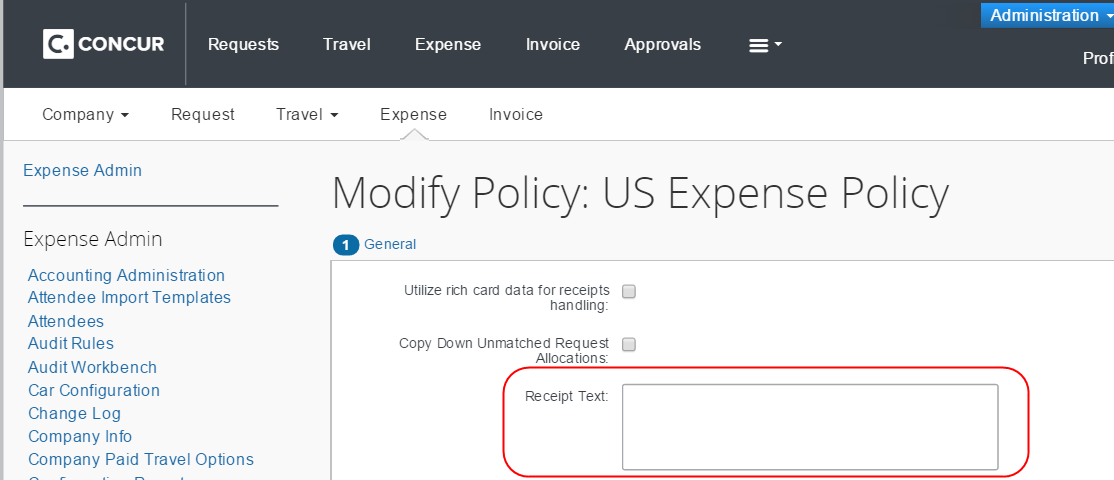 Administration
CONCUR
Requests
Travel
Expense
Invoice
Approvals
Prof
Company
Request
Travel
Expense
Invoice
Expense Admin
Expense Admin
Accounting Administration
Attendee Import Templates
Attendees
Audit Rules
Audit Workbench
Car Configuration
Change Log
Company Info
Company Paid Travel Options
Modify Policy: US Expense Policy
1 General
Utilize rich card data for receipts
handling:
Copy Down Unmatched Request
Allocations:
Receipt Text: